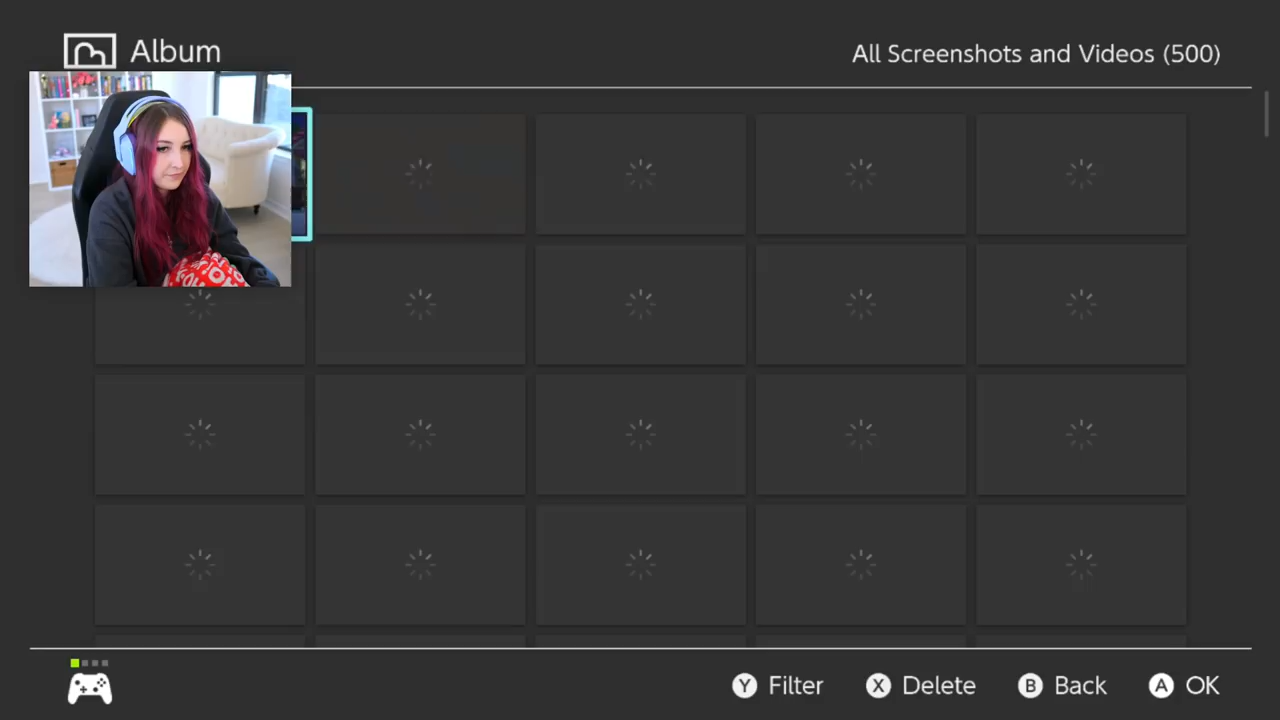 Album
All Screenshots and Videos (500)
Y Filter
X Delete
B Back
A OK